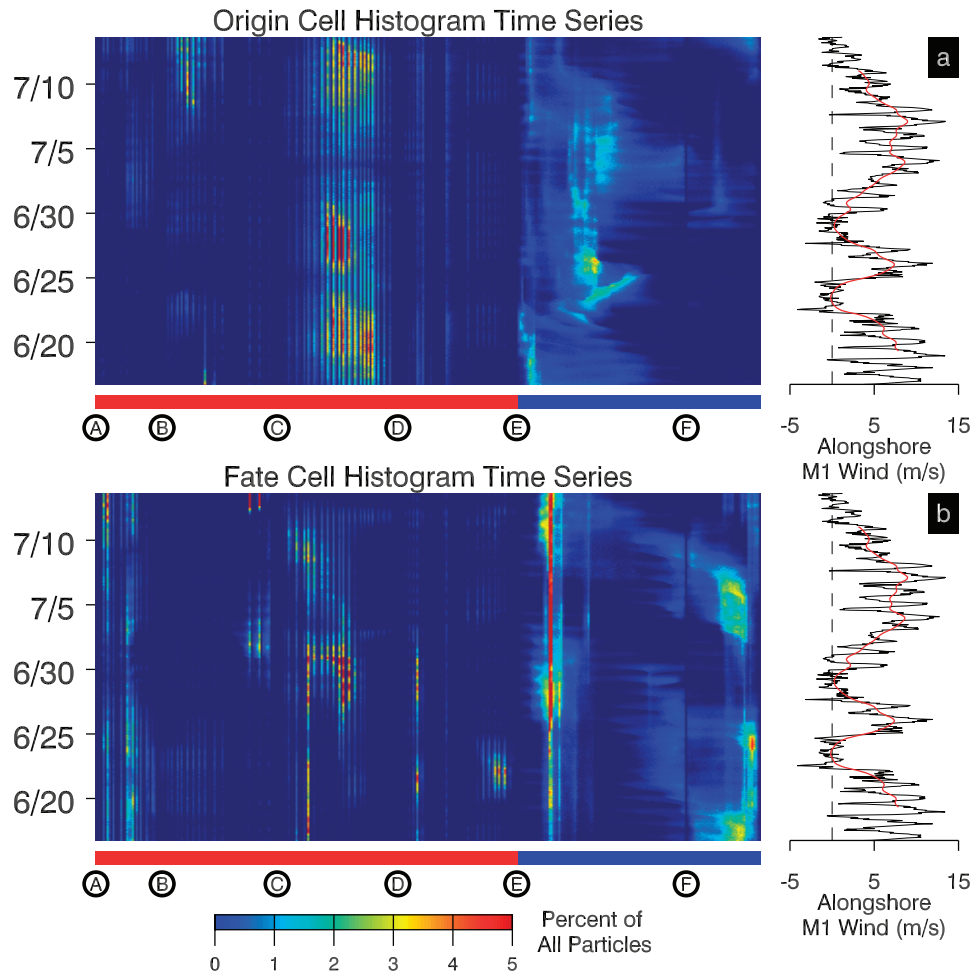 Origin Cell Histogram Time Series
a
7/10
7/5
6/30
6/25
6/20
A B C D E F
-5 5 15
Alongshore
M1 Wind (m/s)
Fate Cell Histogram Time Series
b
7/10
7/5
6/30
6/25
6/20
A B C D E F
-5 5 15
Alongshore
M1 Wind (m/s)
Percent of
All Particles
0 1 2 3 4 5